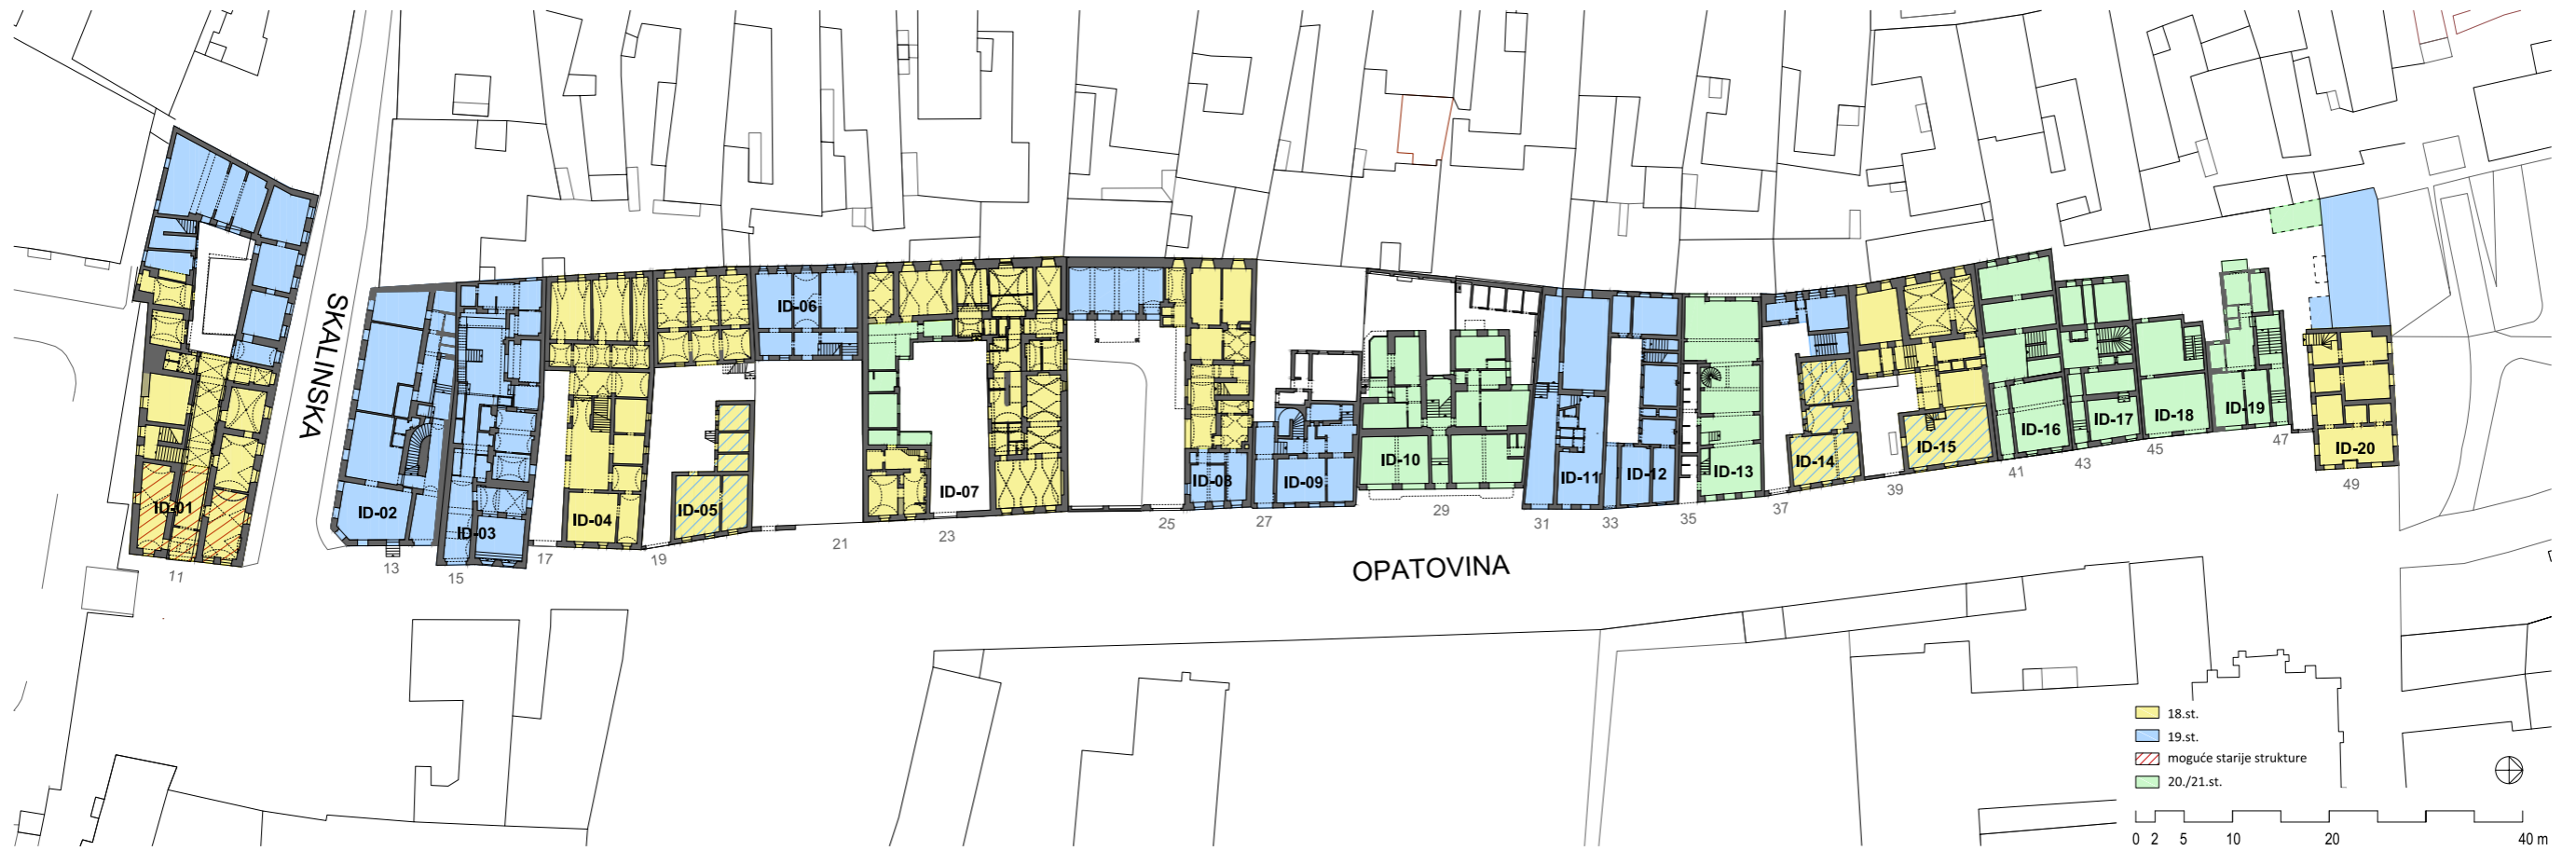 SKALINSKA
OPATOVINA
ID-01
ID-02
ID-03
ID-04
ID-05
ID-06
ID-07
ID-08
ID-09
ID-10
ID-11
ID-12
ID-13
ID-14
ID-15
ID-16
ID-17
ID-18
ID-19
ID-20
11
13
15
17
19
21
23
25
27
29
31
33
35
37
39
41
43
45
47
49
18.st.
19.st.
moguće starije strukture
20./21.st.
0 2 5 10 20 40 m